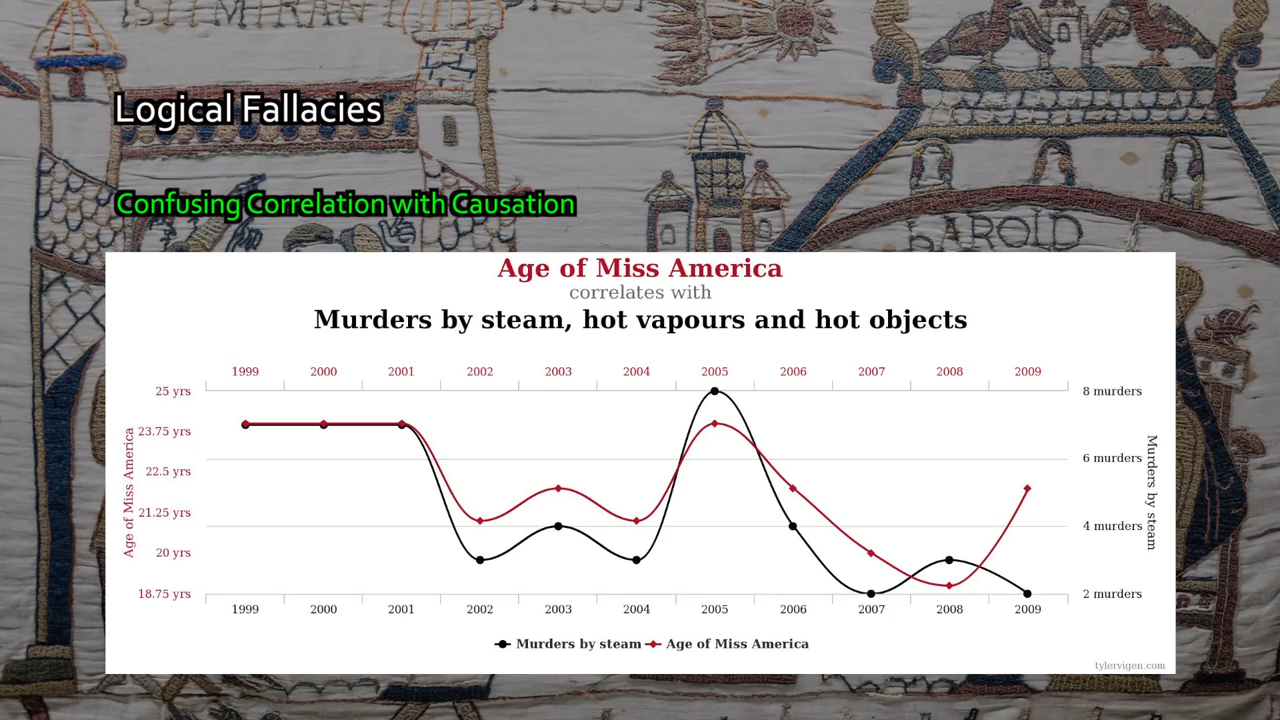 Logical Fallacies
Confusing Correlation with Causation
HAROLD
Age of Miss America
correlates with
Murders by steam, hot vapours and hot objects
1999 2000 2001 2002 2003 2004 2005 2006 2007 2008 2009
25 yrs
23.75 yrs
22.5 yrs
21.25 yrs
20 yrs
18.75 yrs
Age of Miss America
8 murders
6 murders
4 murders
2 murders
Murders by steam
1999 2000 2001 2002 2003 2004 2005 2006 2007 2008 2009
Murders by steam Age of Miss America
tylervigen.com